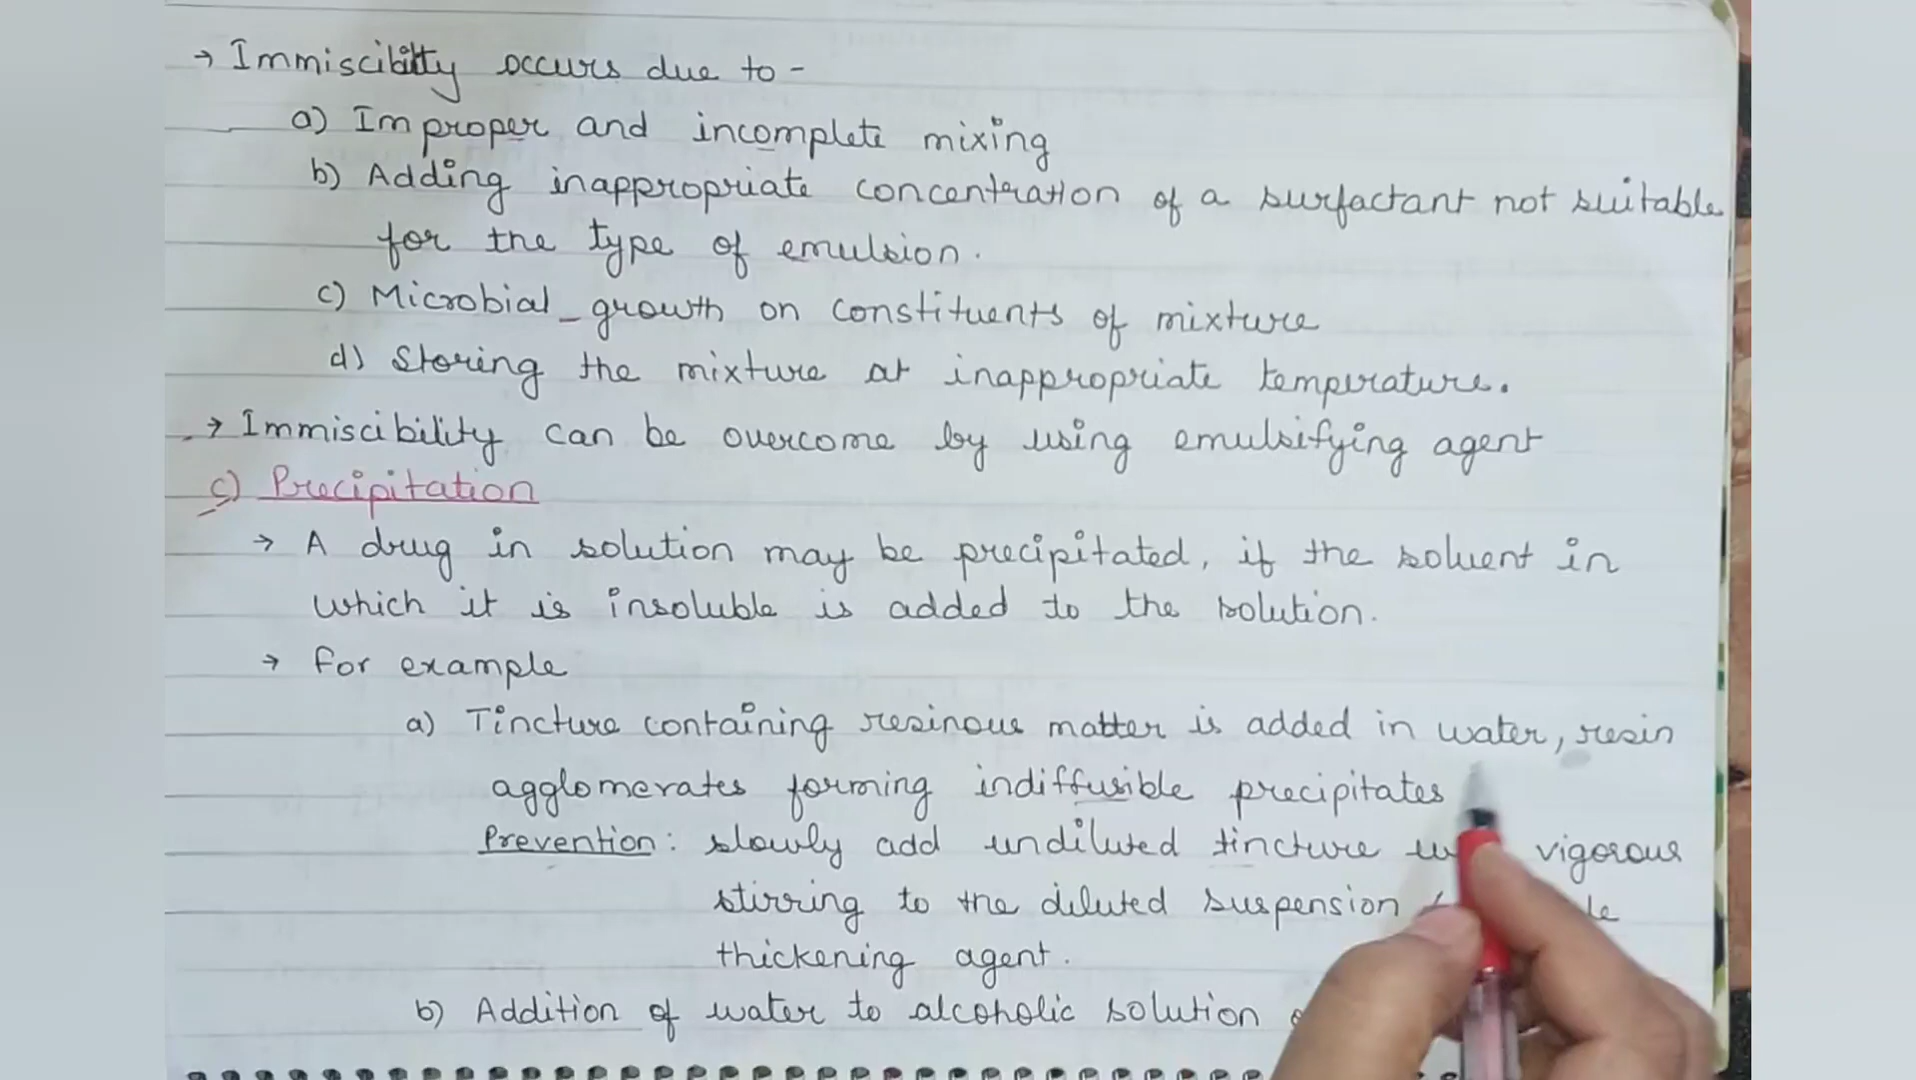 → Immiscibility occurs due to -
a) Improper and incomplete mixing
b) Adding inappropriate concentration of a surfactant not suitable
for the type of emulsion.
c) Microbial growth on constituents of mixture
d) Storing the mixture at inappropriate temperature.
→ Immiscibility can be overcome by using emulsifying agent
c) Precipitation
→ A drug in solution may be precipitated, if the solvent in
which it is insoluble is added to the solution.
→ For example
a) Tincture containing resinous matter is added in water, resin
agglomerates forming indiffusible precipitates
Prevention: slowly add undiluted tincture vigorous
stirring to the diluted suspension
thickening agent.
b) Addition of water to alcoholic solution